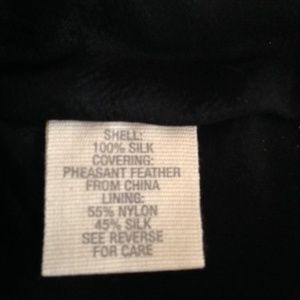 SHELL:
100% SILK
COVERING:
PHEASANT FEATHER
FROM CHINA
LINING:
55% NYLON
45% SILK
SEE REVERSE
FOR CARE